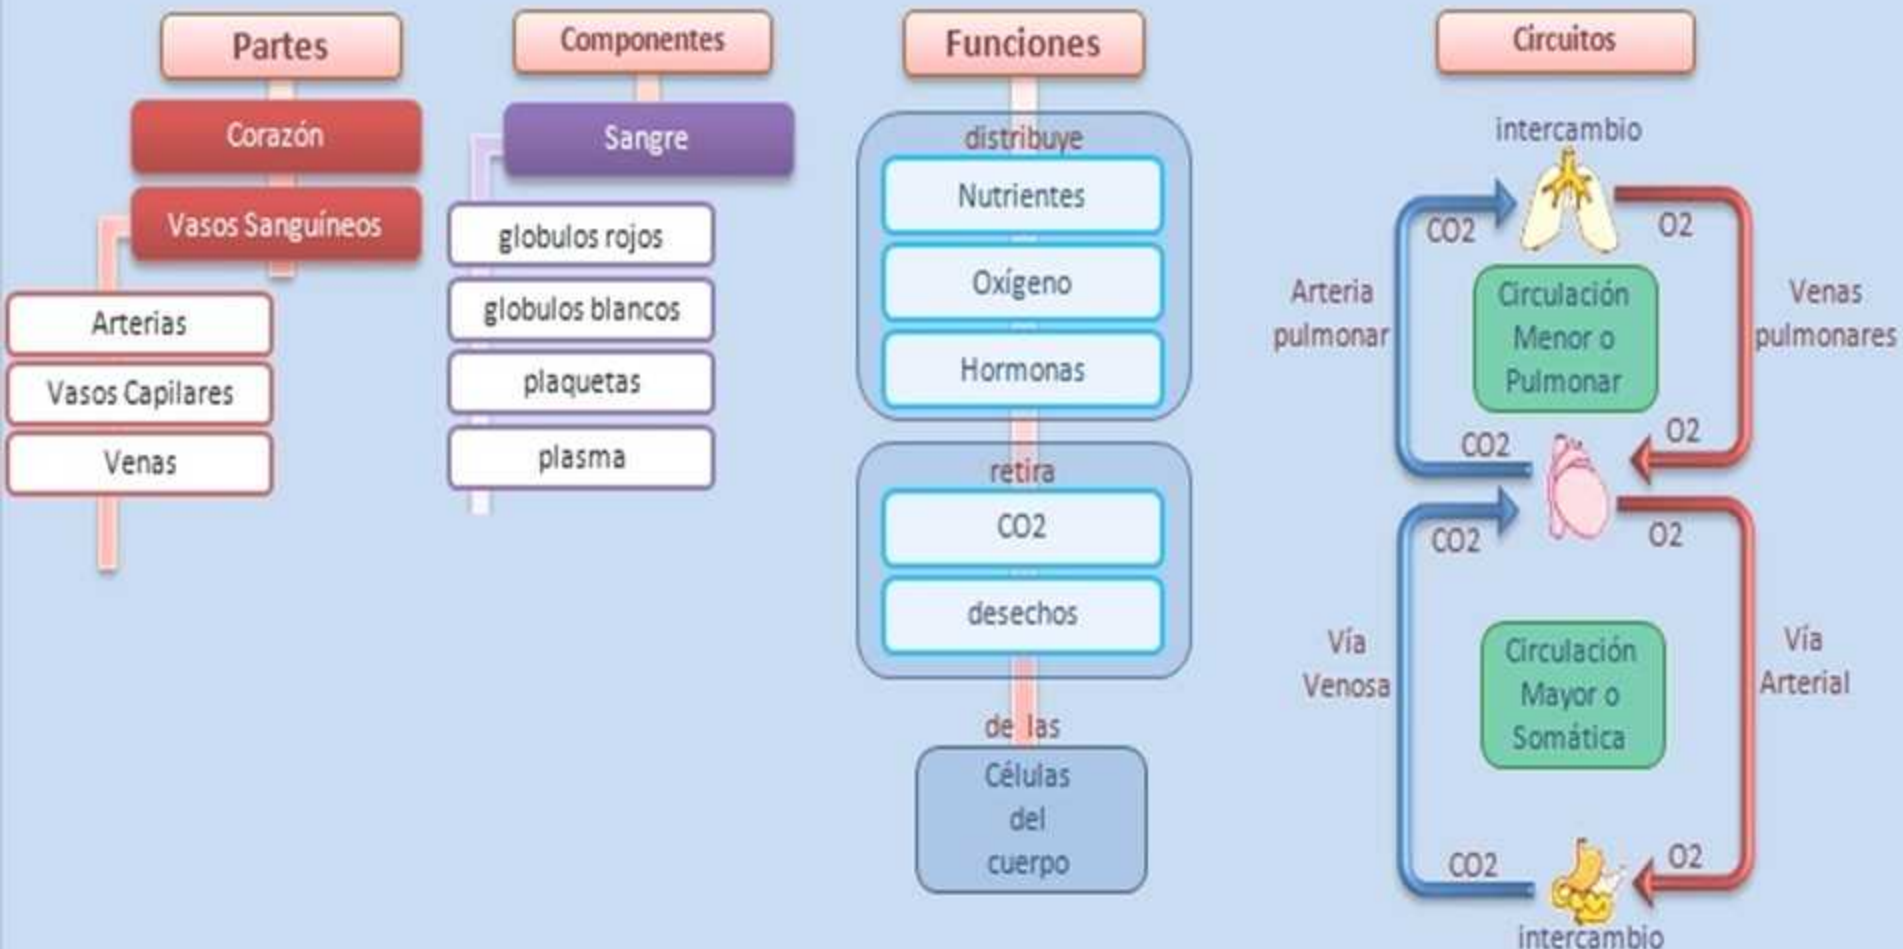 Partes
Corazón
Vasos Sanguíneos
Arterias
Vasos Capilares
Venas
Componentes
Sangre
globulos rojos
globulos blancos
plaquetas
plasma
Funciones
distribuye
Nutrientes
Oxígeno
Hormonas
retira
CO2
desechos
de las
Células
del
cuerpo
Circuitos
intercambio
CO2
O2
Arteria
pulmonar
Circulación
Menor o
Pulmonar
Venas
pulmonares
CO2
O2
CO2
O2
Vía
Venosa
Circulación
Mayor o
Somática
Vía
Arterial
CO2
O2
intercambio